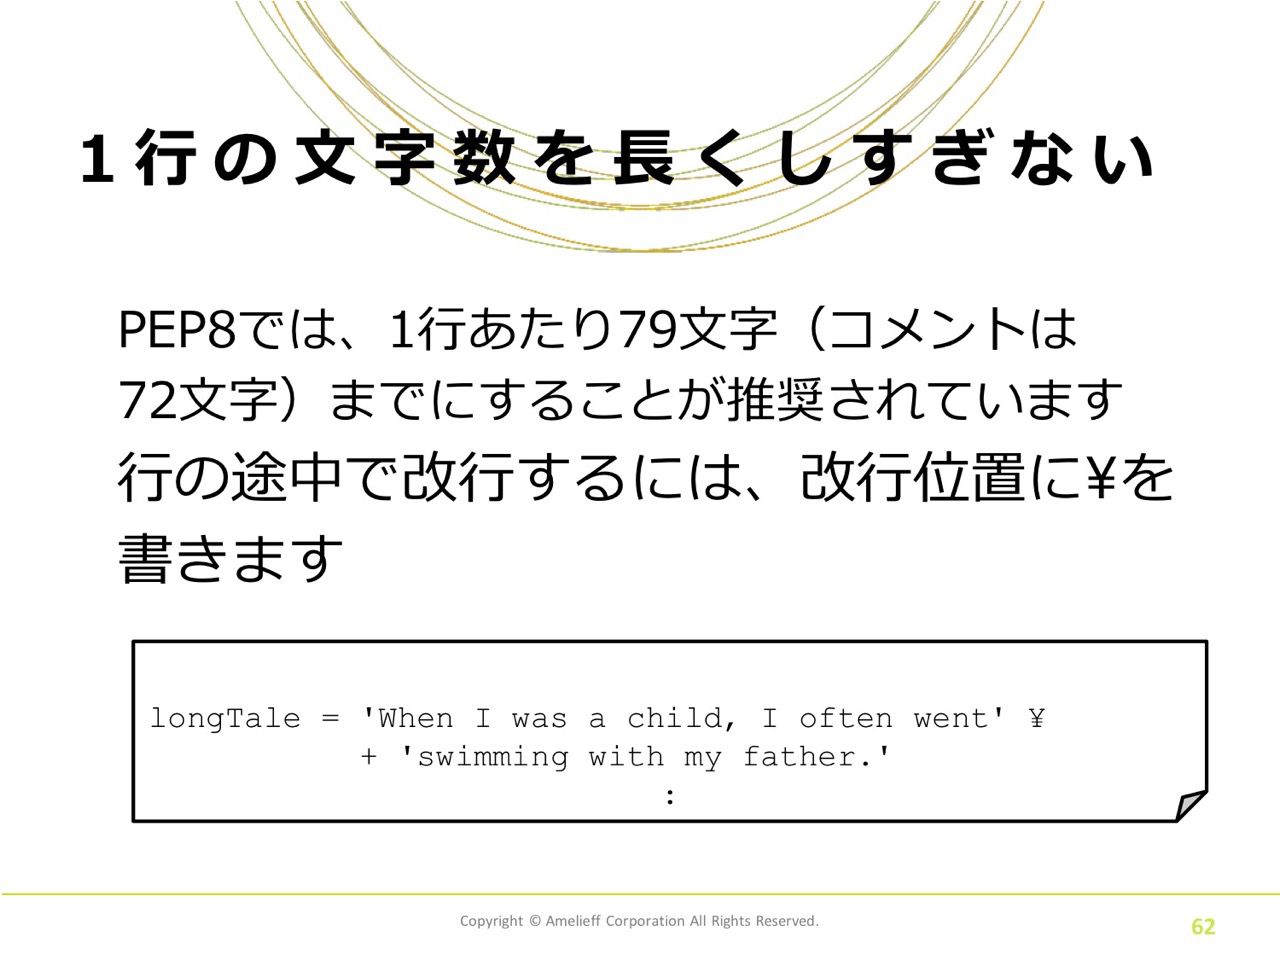 1行の文字数を長くしすぎない
PEP8では、1行あたり79文字（コメントは
72文字）までにすることが推奨されています
行の途中で改行するには、改行位置に¥を
書きます
longTale = 'When I was a child, I often went' ¥
+ 'swimming with my father.'
:
Copyright © Amelieff Corporation All Rights Reserved.
62